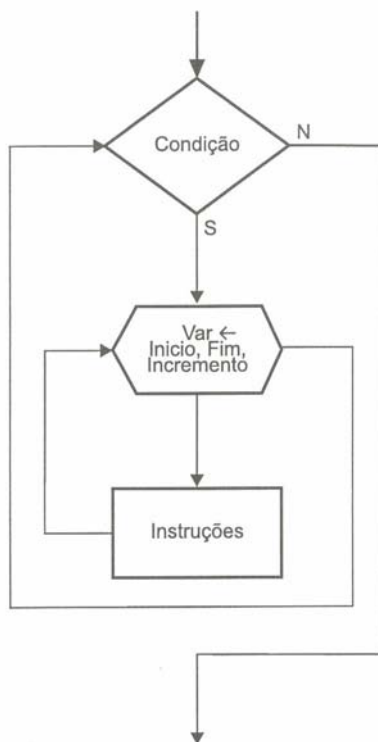 Condição
N
S
Var ←
Inicio, Fim,
Incremento
Instruções